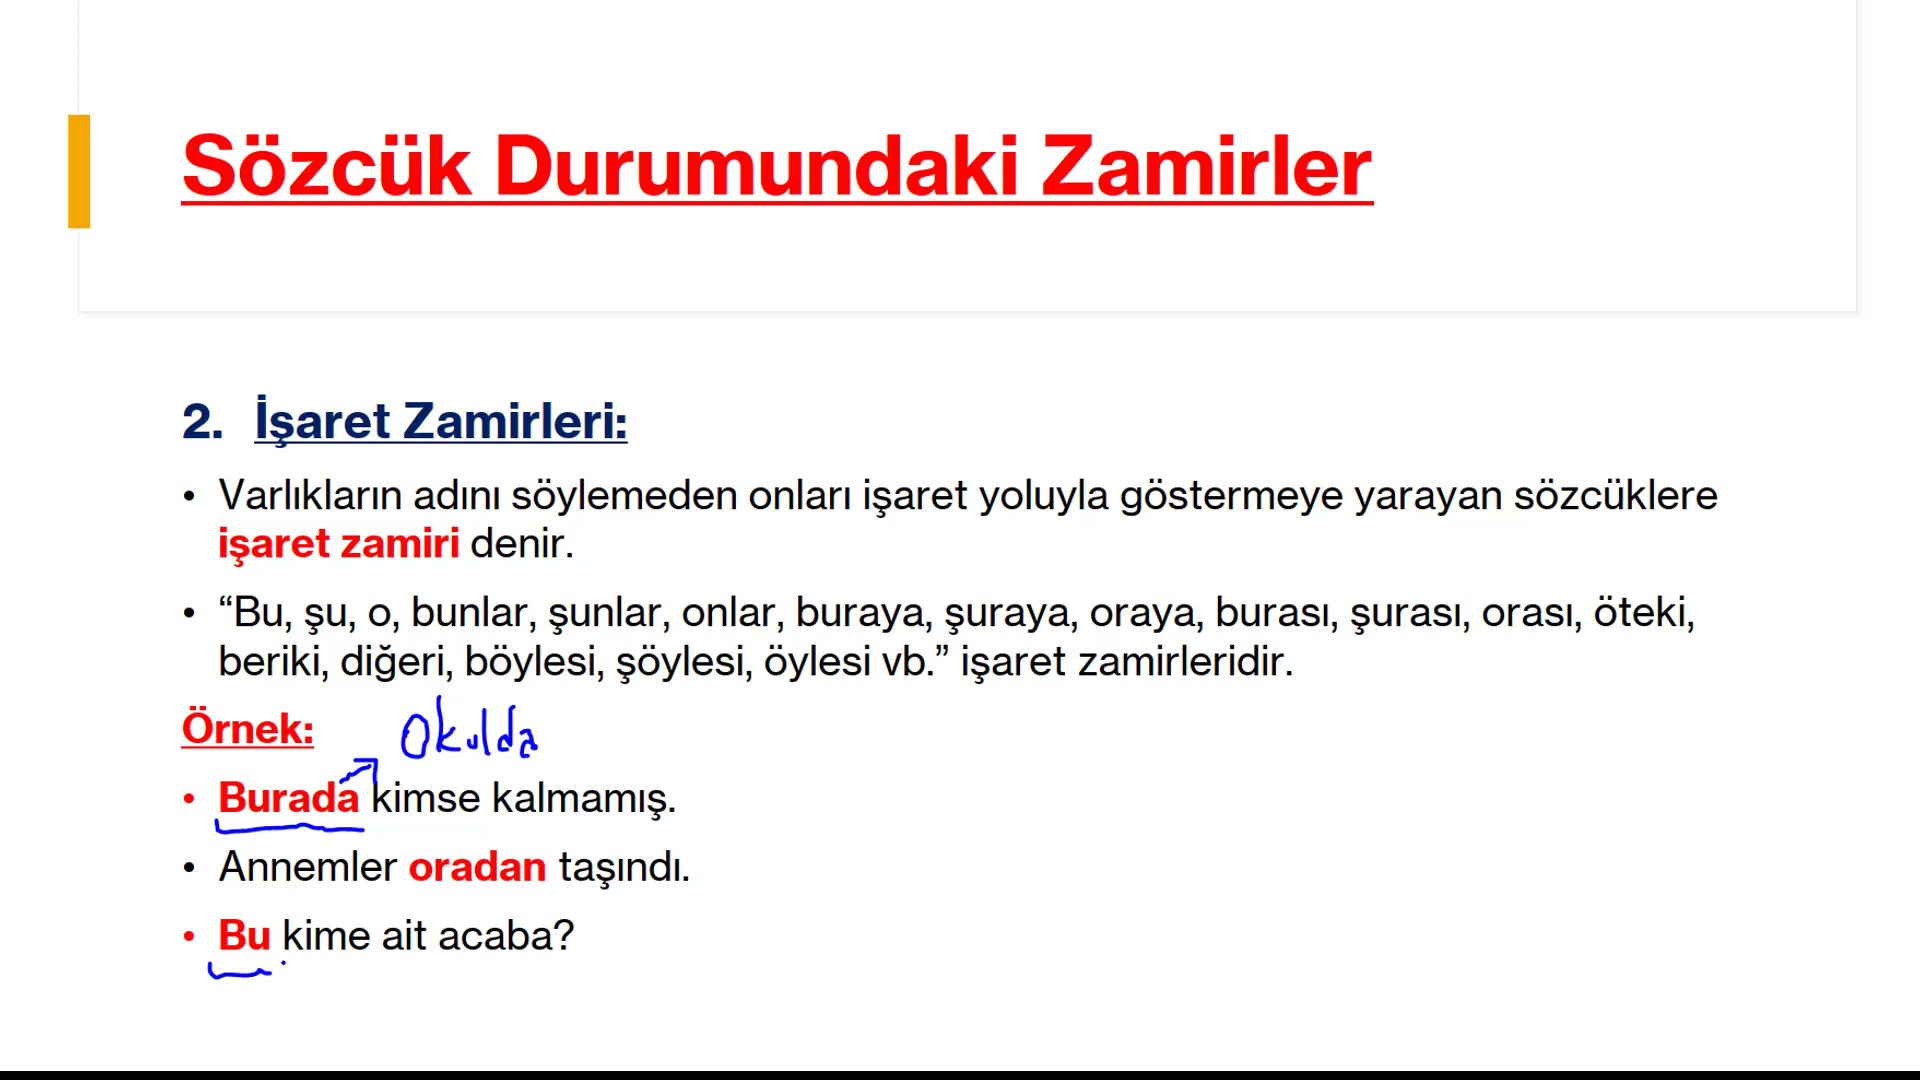 Sözcük Durumundaki Zamirler
2. İşaret Zamirleri:
• Varlıkların adını söylemeden onları işaret yoluyla göstermeye yarayan sözcüklere
işaret zamiri denir.
• “Bu, şu, o, bunlar, şunlar, onlar, buraya, şuraya, oraya, burası, şurası, orası, öteki,
beriki, diğeri, böylesi, şöylesi, öylesi vb.” işaret zamirleridir.
Örnek:
Okulda
• Burada kimse kalmamış.
• Annemler oradan taşındı.
• Bu kime ait acaba?